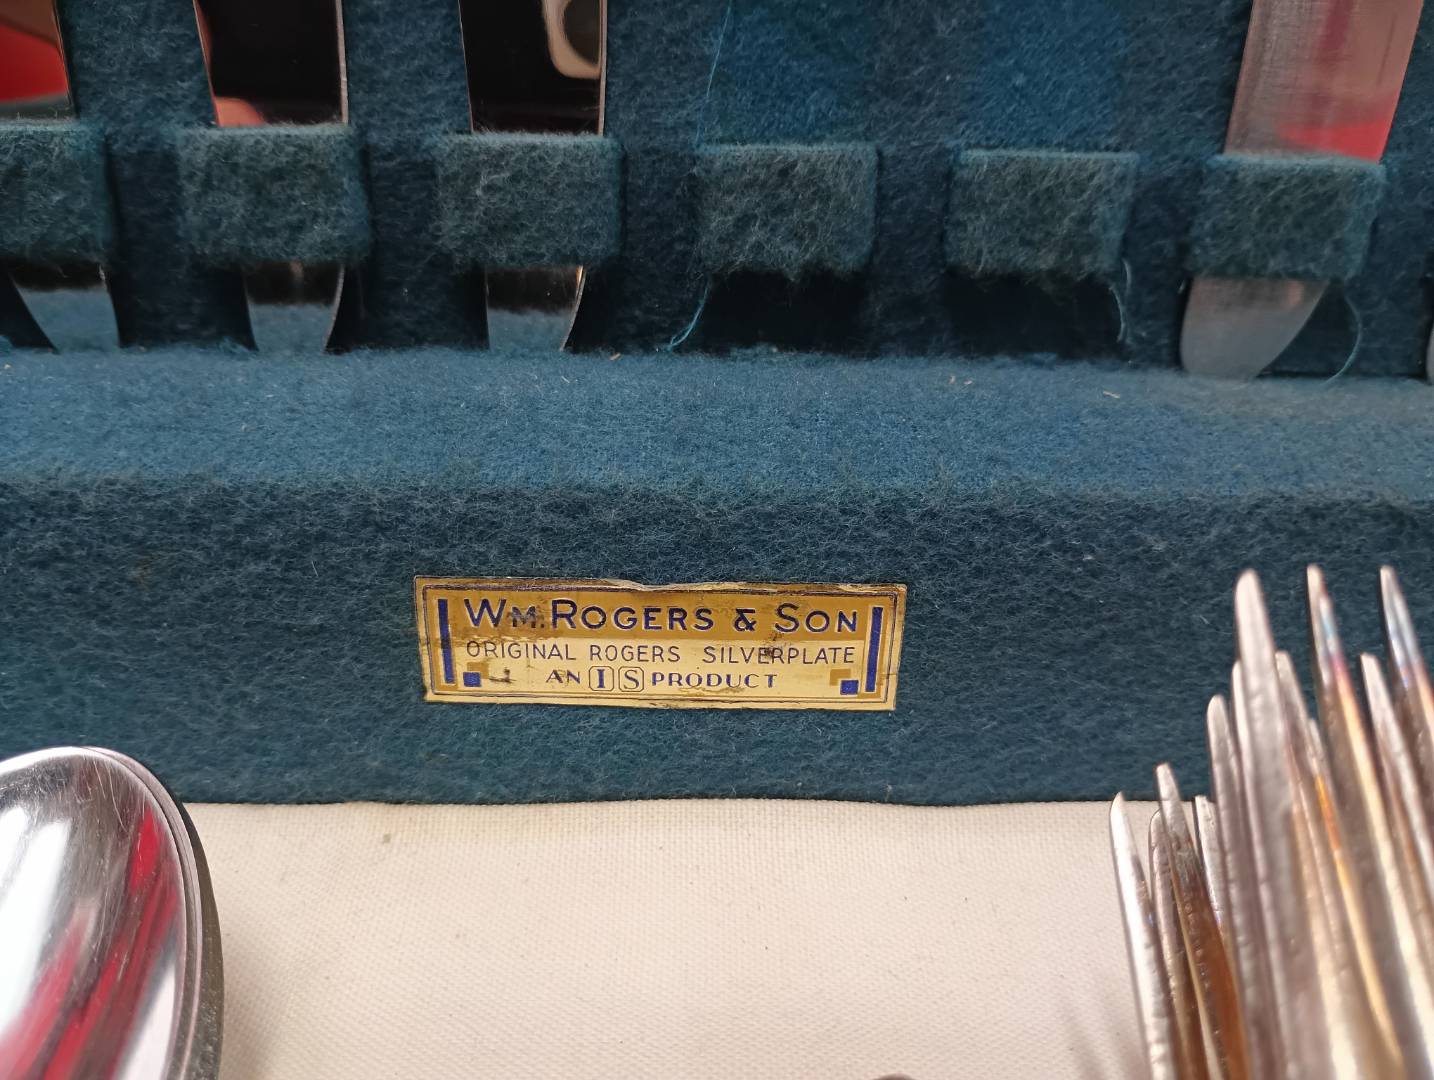 WM. ROGERS & SON
ORIGINAL ROGERS SILVERPLATE
AN IS PRODUCT